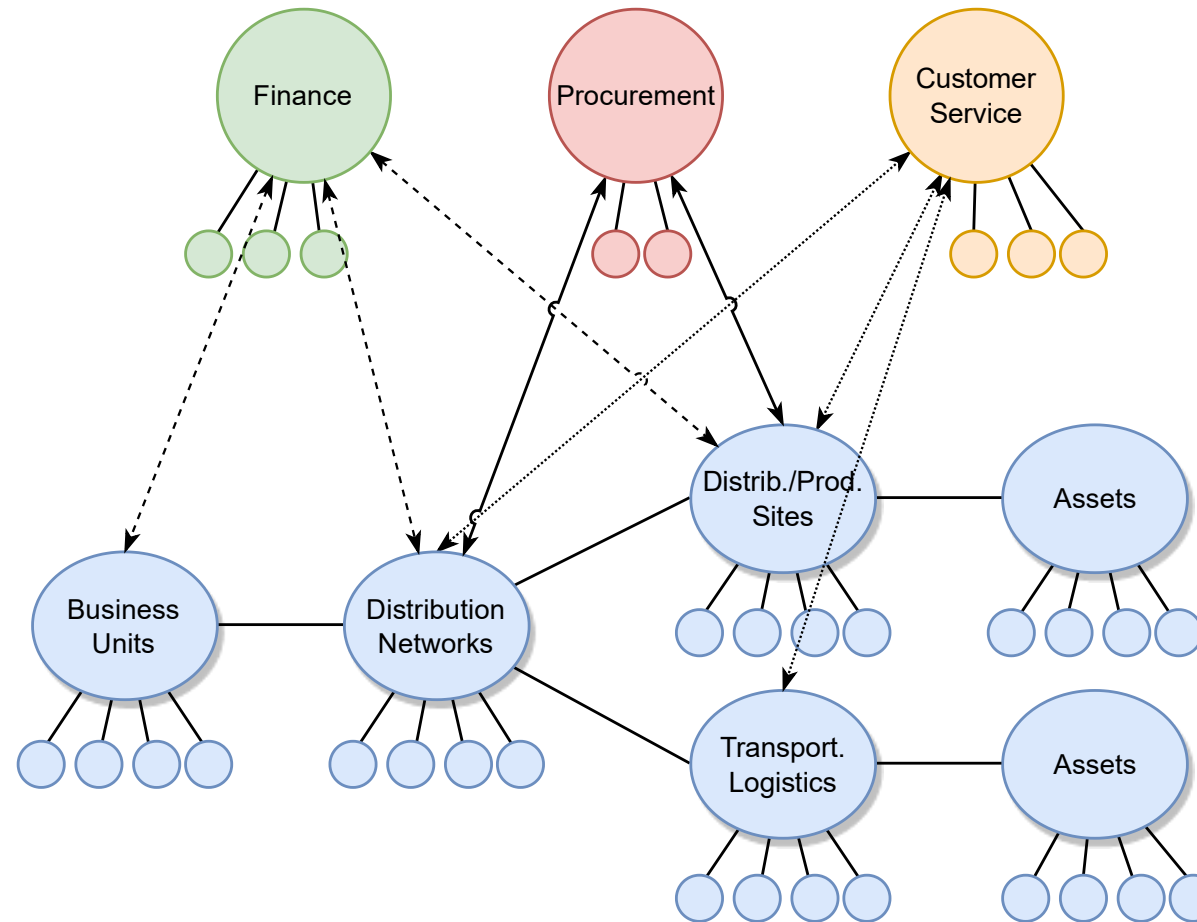 Finance
Procurement
Customer
Service
Distrib./Prod.
Sites
Assets
Business
Units
Distribution
Networks
Transport.
Logistics
Assets